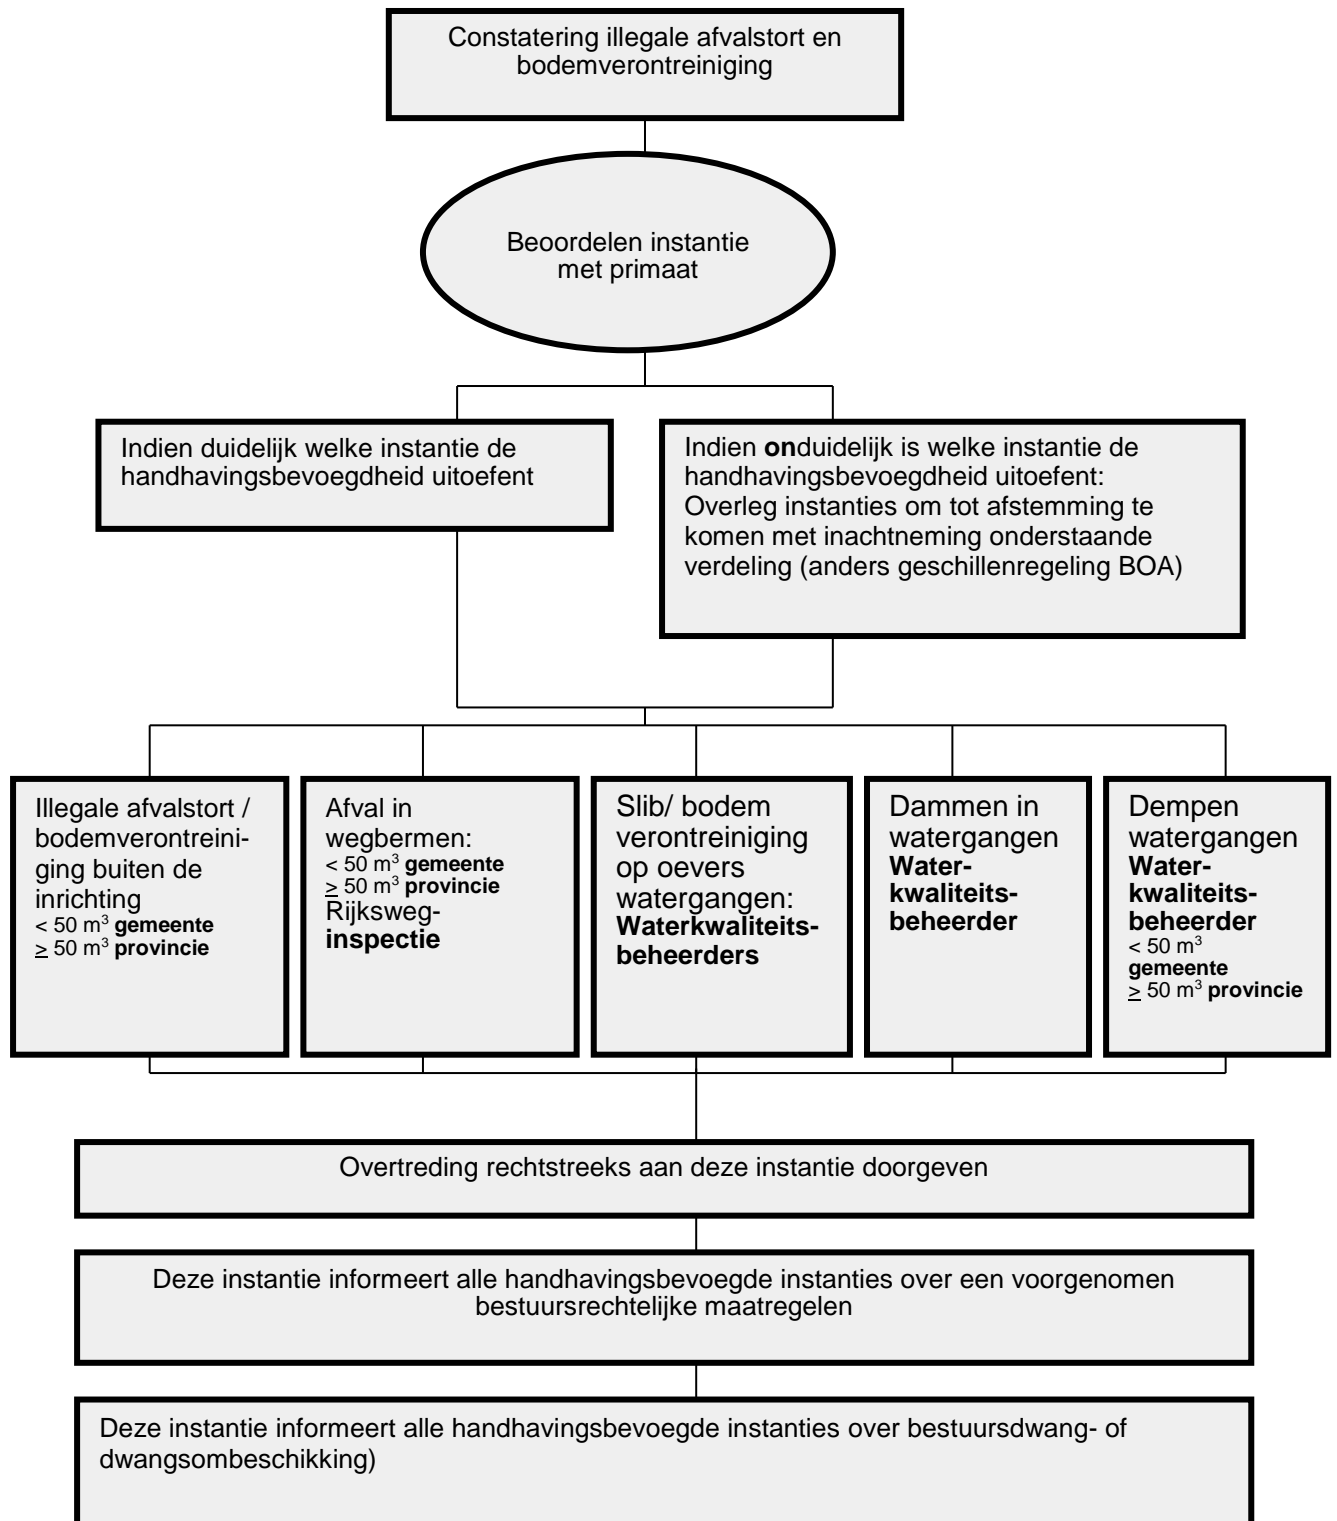 Constatering illegale afvalstort en
bodemverontreiniging
Beoordelen instantie
met primaat
Indien duidelijk welke instantie de
handhavingsbevoegdheid uitoefent
Indien onduidelijk is welke instantie de
handhavingsbevoegdheid uitoefent:
Overleg instanties om tot afstemming te
komen met inachtneming onderstaande
verdeling (anders geschillenregeling BOA)
Illegale afvalstort /
bodemverontreini-
ging buiten de
inrichting
< 50 m³ gemeente
≥ 50 m³ provincie
Afval in
wegbermen:
< 50 m³ gemeente
≥ 50 m³ provincie
Rijksweg-
inspectie
Slib/ bodem
verontreiniging
op oevers
watergangen:
Waterkwaliteits-
beheerders
Dammen in
watergangen
Water-
kwaliteits-
beheerder
Dempen
watergangen
Water-
kwaliteits-
beheerder
< 50 m³
gemeente
≥ 50 m³ provincie
Overtreding rechtstreeks aan deze instantie doorgeven
Deze instantie informeert alle handhavingsbevoegde instanties over een voorgenomen
bestuursrechtelijke maatregelen
Deze instantie informeert alle handhavingsbevoegde instanties over bestuursdwang- of
dwangsombeschikking)